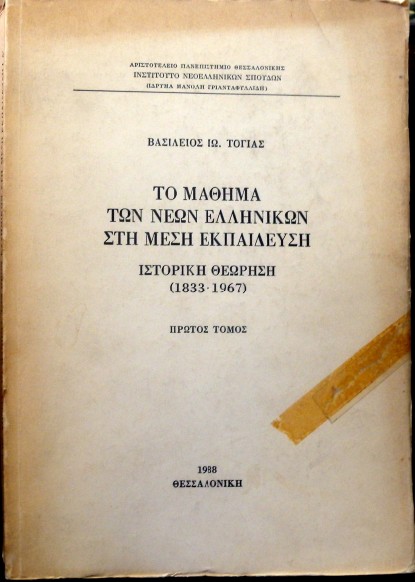 ΑΡΙΣΤΟΤΕΛΕΙΟ ΠΑΝΕΠΙΣΤΗΜΙΟ ΘΕΣΣΑΛΟΝΙΚΗΣ
ΙΝΣΤΙΤΟΥΤΟ ΝΕΟΕΛΛΗΝΙΚΩΝ ΣΠΟΥΔΩΝ
(ΙΔΡΥΜΑ ΜΑΝΟΛΗ ΤΡΙΑΝΤΑΦΥΛΛΙΔΗ)
ΒΑΣΙΛΕΙΟΣ ΙΩ. ΤΟΓΙΑΣ
ΤΟ ΜΑΘΗΜΑ
ΤΩΝ ΝΕΩΝ ΕΛΛΗΝΙΚΩΝ
ΣΤΗ ΜΕΣΗ ΕΚΠΑΙΔΕΥΣΗ
ΙΣΤΟΡΙΚΗ ΘΕΩΡΗΣΗ
(1833-1967)
ΠΡΩΤΟΣ ΤΟΜΟΣ
1988
ΘΕΣΣΑΛΟΝΙΚΗ